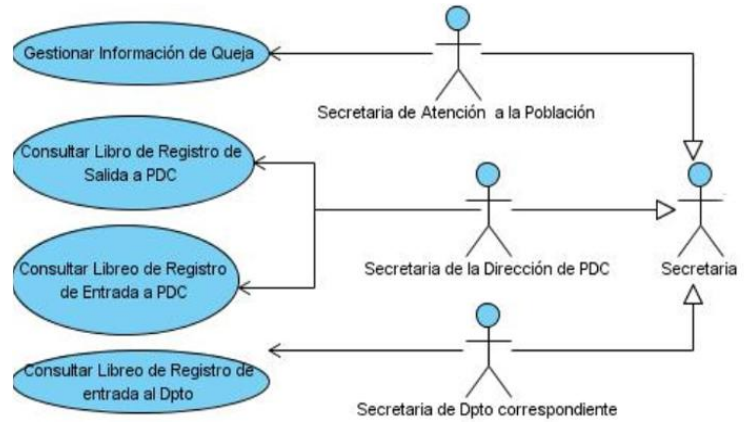 Gestionar Información de Queja
Secretaria de Atención a la Población
Consultar Libro de Registro de
Salida a PDC
Consultar Libreo de Registro
de Entrada a PDC
Secretaria de la Dirección de PDC
Secretaria
Consultar Libreo de Registro de
entrada al Dpto
Secretaria de Dpto correspondiente